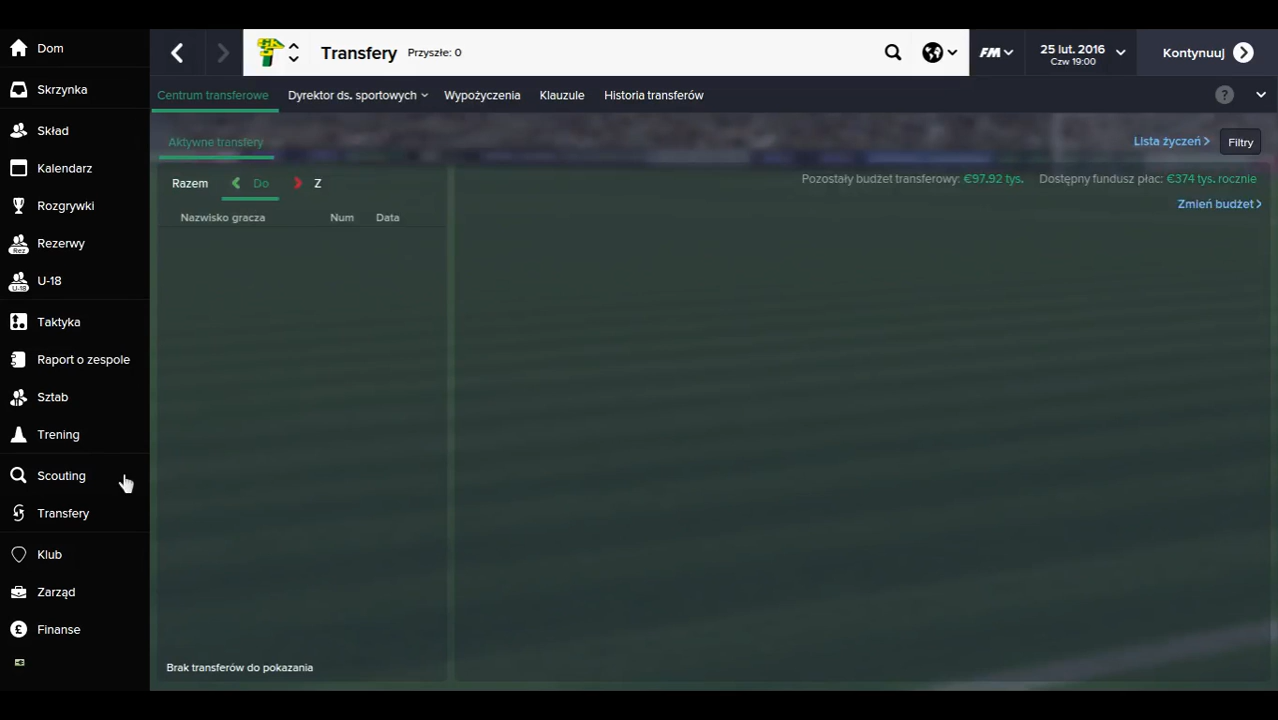 Dom
Skrzynka
Skład
Kalendarz
Rozgrywki
Rez
Rezerwy
U-18
U-18
Taktyka
Raport o zespole
Sztab
Trening
Scouting
Transfery
Klub
Zarząd
£ Finanse
Transfery Przyszłe: 0
FM
25 lut. 2016
Czw 19:00
Kontynuuj
Centrum transferowe Dyrektor ds. sportowych Wypożyczenia Klauzule Historia transferów ?
Aktywne transfery Lista życzeń Filtry
Razem Do Z
Pozostały budżet transferowy: €97.92 tys. Dostępny fundusz płac: €374 tys. rocznie
Zmień budżet
Nazwisko gracza Num Data
Brak transferów do pokazania